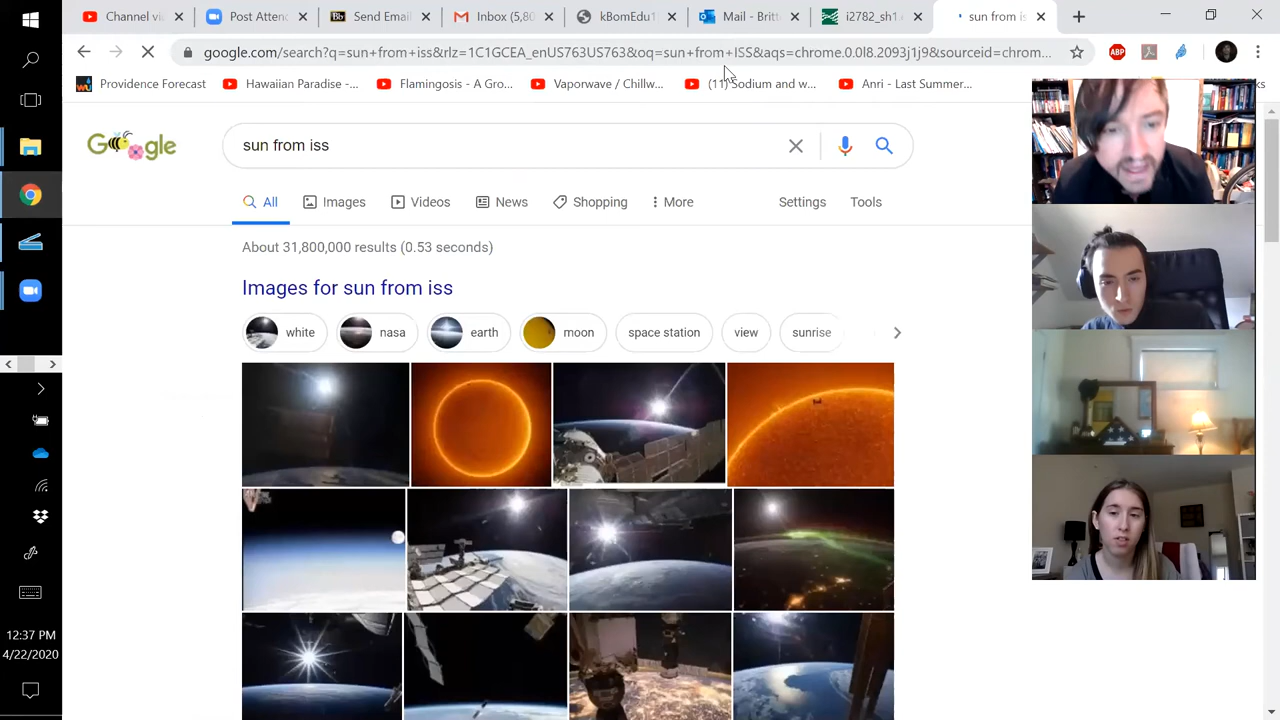 Channel vi
Post Attend
Send Email
Inbox (5,80
kBomEdu1
Mail - Britt
i2782_sh1.
sun from is
google.com/search?q=sun+from+iss&rlz=1C1GCEA_enUS763US763&oq=sun+from+ISS&aqs=chrome.0.0l8.2093j1j9&sourceid=chrom...
ABP
Providence Forecast
Hawaiian Paradise -...
Flamingosis - A Gro...
Vaporwave / Chillw...
(11) Sodium and w...
Anri - Last Summer...
ks
Google
sun from iss
All
Images
Videos
News
Shopping
More
Settings
Tools
About 31,800,000 results (0.53 seconds)
Images for sun from iss
white
nasa
earth
moon
space station
view
sunrise
12:37 PM
4/22/2020